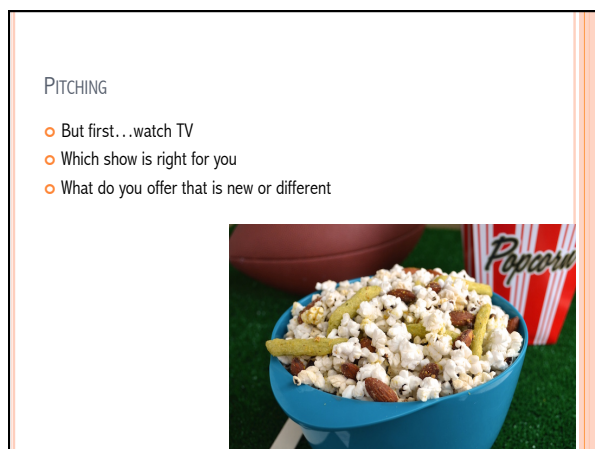 PITCHING
But first...watch TV
Which show is right for you
What do you offer that is new or different
Popcorn